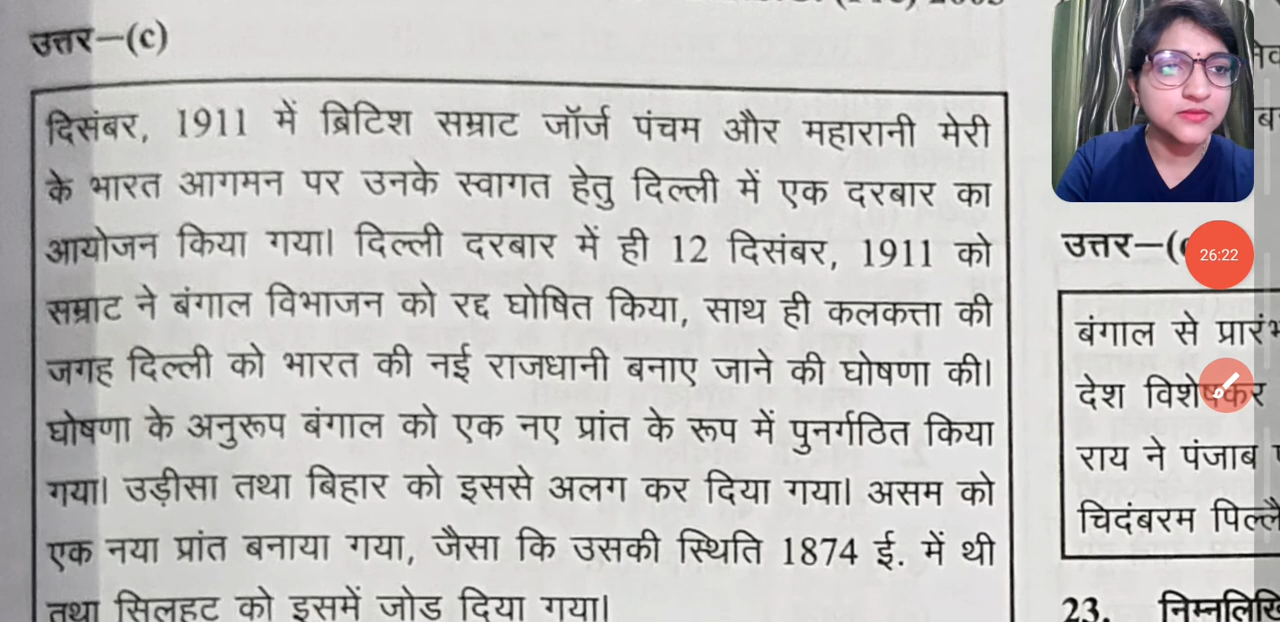 उत्तर–(c)
दिसंबर, 1911 में ब्रिटिश सम्राट जॉर्ज पंचम और महारानी मेरी
के भारत आगमन पर उनके स्वागत हेतु दिल्ली में एक दरबार का
आयोजन किया गया। दिल्ली दरबार में ही 12 दिसंबर, 1911 को
सम्राट ने बंगाल विभाजन को रद्द घोषित किया, साथ ही कलकत्ता की
जगह दिल्ली को भारत की नई राजधानी बनाए जाने की घोषणा की।
घोषणा के अनुरूप बंगाल को एक नए प्रांत के रूप में पुनर्गठित किया
गया। उड़ीसा तथा बिहार को इससे अलग कर दिया गया। असम को
एक नया प्रांत बनाया गया, जैसा कि उसकी स्थिति 1874 ई. में थी
तथा सिलहट को इसमें जोड़ दिया गया।
उत्तर–(
26:22
बंगाल से
देश
राय ने पंजाब
चिदंबरम
23.